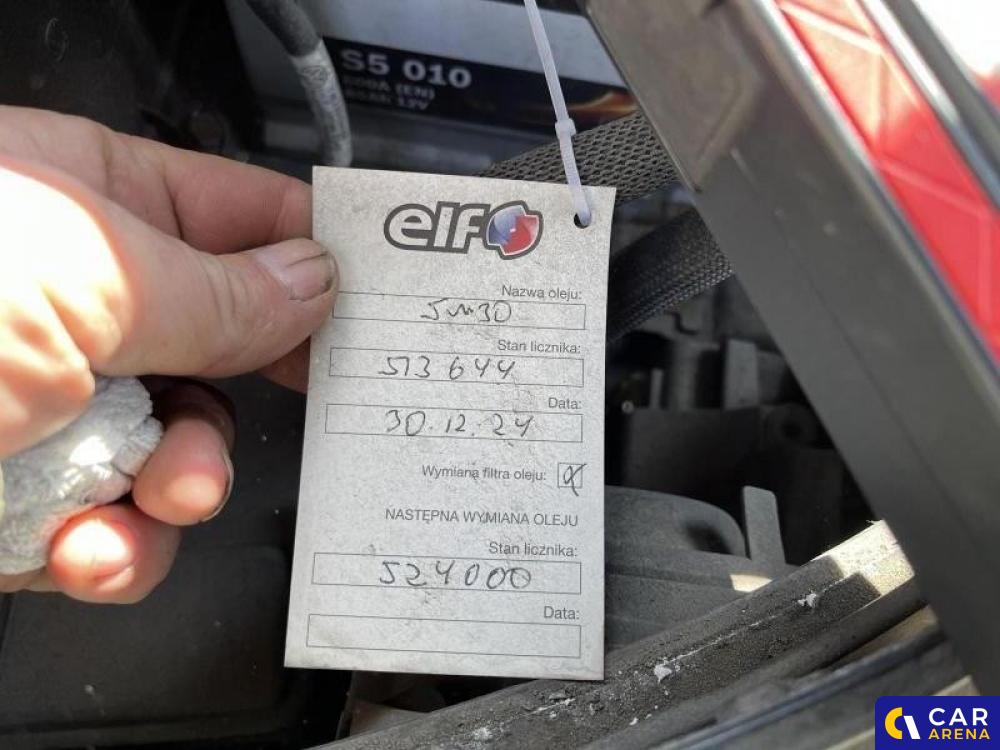 S5 010
elf
Nazwa oleju:
5w30
Stan licznika:
513 644
Data:
30.12.24
Wymiana filtra oleju:
NASTĘPNA WYMIANA OLEJU
Stan licznika:
524000
Data:
CAR
ARENA